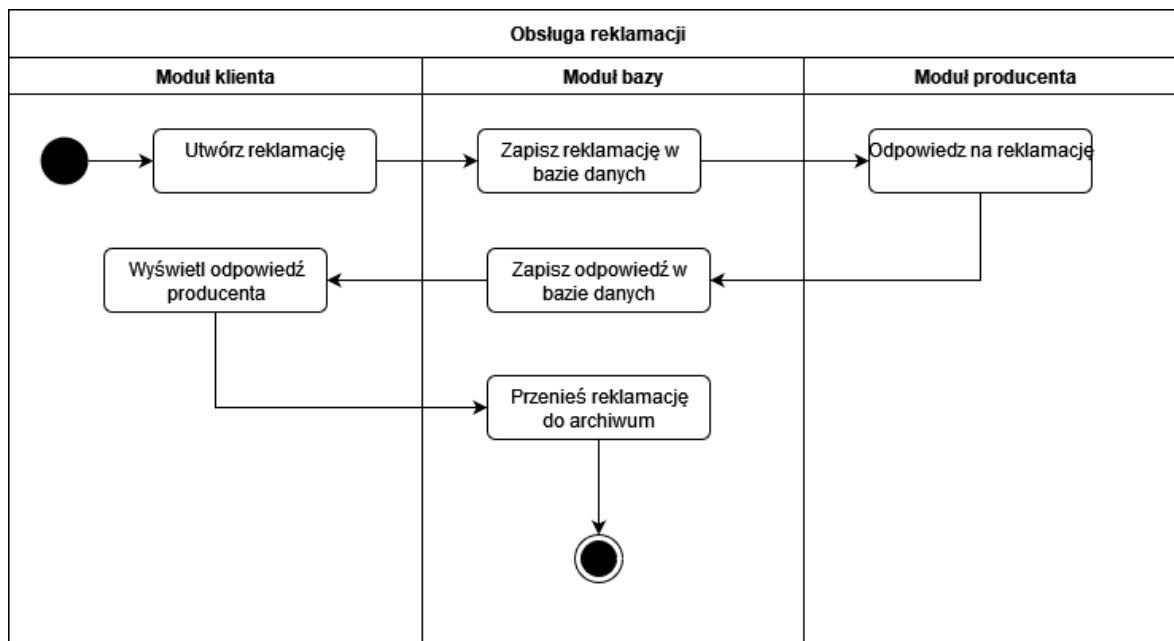 Obsługa reklamacji
Moduł klienta
Moduł bazy
Moduł producenta
Utwórz reklamację
Zapisz reklamację w
bazie danych
Odpowiedz na reklamację
Wyświetl odpowiedź
producenta
Zapisz odpowiedź w
bazie danych
Przenieś reklamację
do archiwum